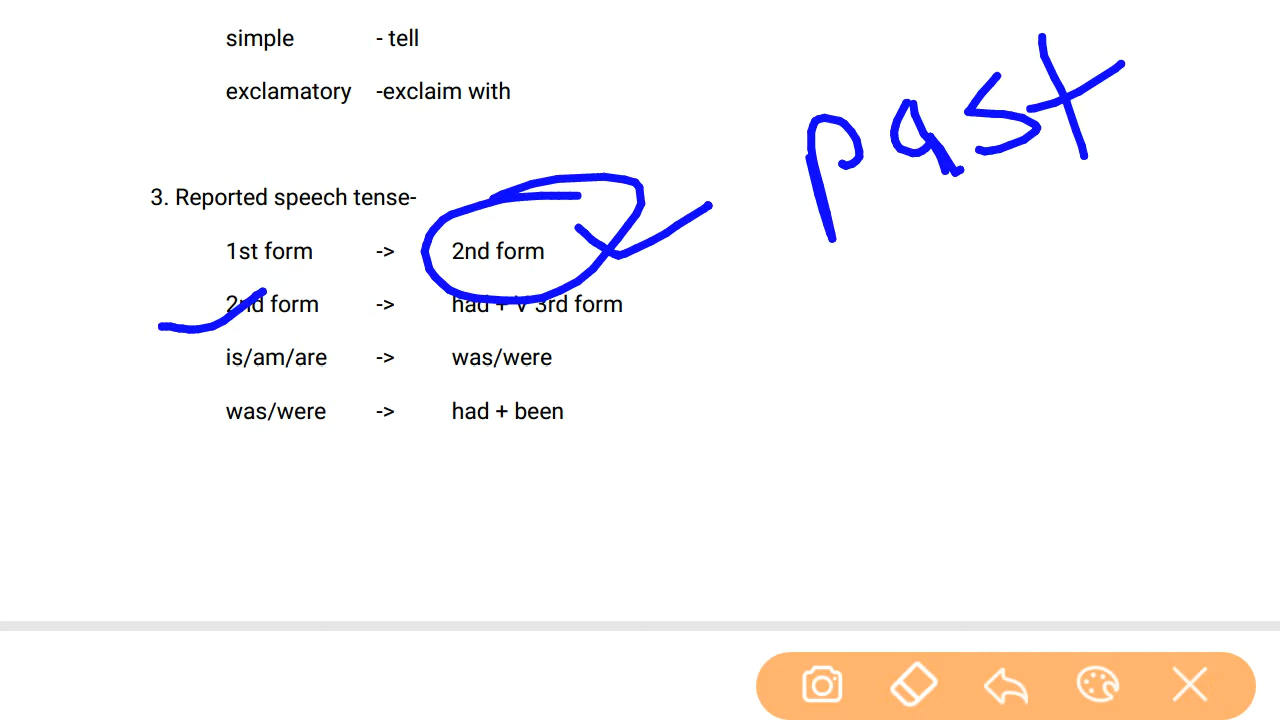 simple - tell
exclamatory -exclaim with
past
3. Reported speech tense-
1st form -> 2nd form
2nd form -> had + V 3rd form
is/am/are -> was/were
was/were -> had + been